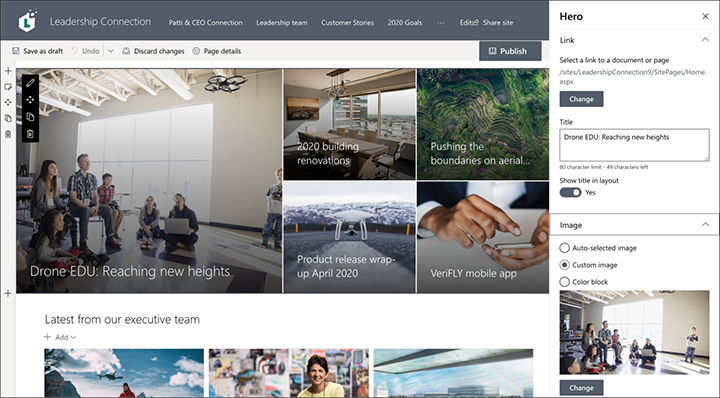 Leadership Connection
Patti & CEO Connection
Leadership team
Customer Stories
2020 Goals
...
Edit
Share site
Save as draft
Undo
Discard changes
Page details
Publish
2020 building
renovations
Pushing the
boundaries on aerial...
Drone EDU: Reaching new heights
Product release wrap-
up April 2020
VeriFLY mobile app
Latest from our executive team
Add
Hero
Link
Select a link to a document or page
/sites/LeadershipConnection9/SitePages/Home.
aspx
Change
Title
Drone EDU: Reaching new heights
80 character limit - 49 characters left
Show title in layout
Yes
Image
Auto-selected image
Custom image
Color block
Change